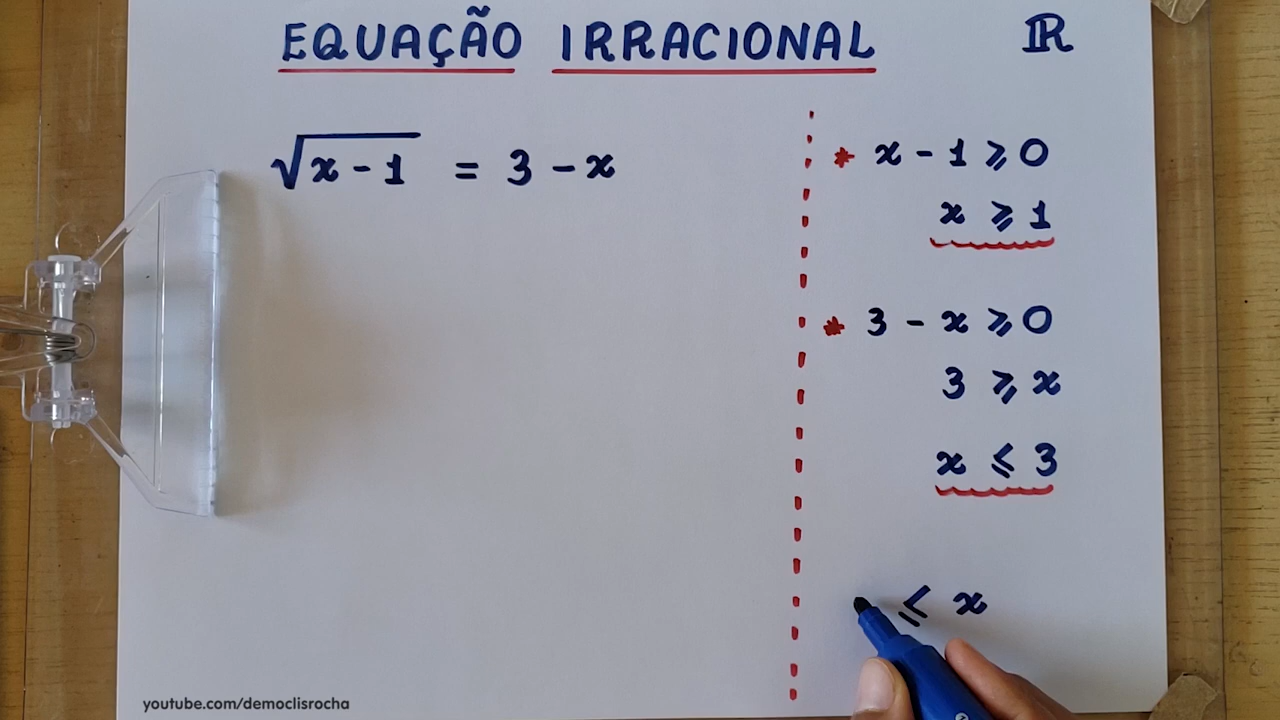 EQUAÇÃO IRRACIONAL
ℝ
√(x - 1) = 3 - x
* x - 1 ⩾ 0
x ⩾ 1
* 3 - x ⩾ 0
3 ⩾ x
x ⩽ 3
⩽ x
youtube.com/democlisrocha